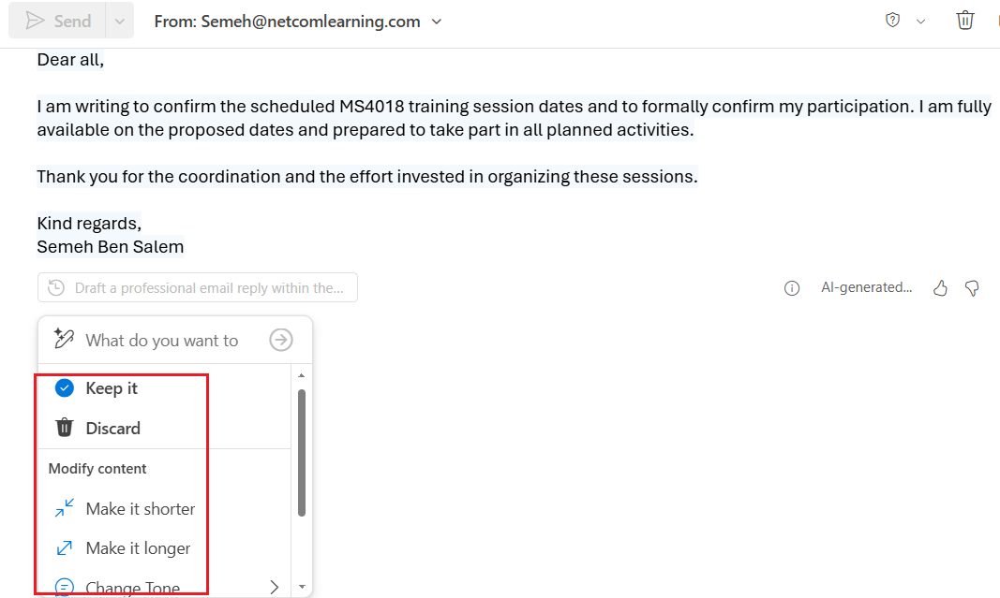 Send
From: Semeh@netcomlearning.com
Dear all,
I am writing to confirm the scheduled MS4018 training session dates and to formally confirm my participation. I am fully
available on the proposed dates and prepared to take part in all planned activities.
Thank you for the coordination and the effort invested in organizing these sessions.
Kind regards,
Semeh Ben Salem
Draft a professional email reply within the...
AI-generated...
What do you want to
Keep it
Discard
Modify content
Make it shorter
Make it longer
Change Tone